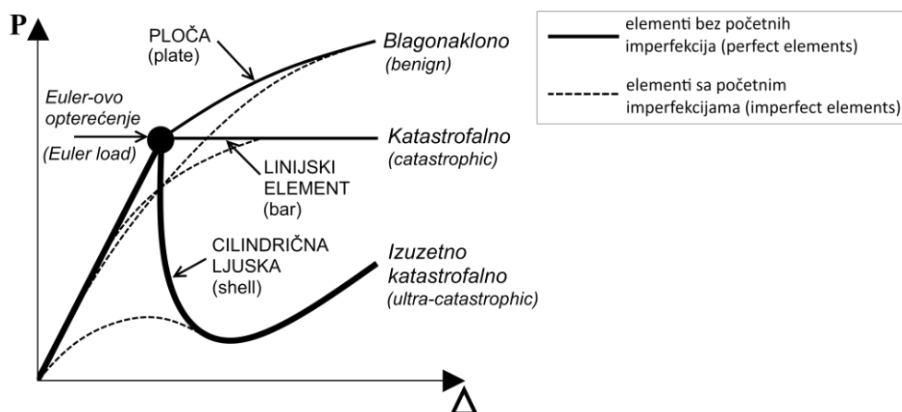 P
PLOČA
(plate)
Blagonaklono
(benign)
Euler-ovo
opterećenje
(Euler load)
Katastrofalno
(catastrophic)
LINIJSKI
ELEMENT
(bar)
CILINDRIČNA
LJUSKA
(shell)
Izuzetno
katastrofalno
(ultra-catastrophic)
Δ
elementi bez početnih
imperfekcija (perfect elements)
elementi sa početnim
imperfekcijama (imperfect elements)